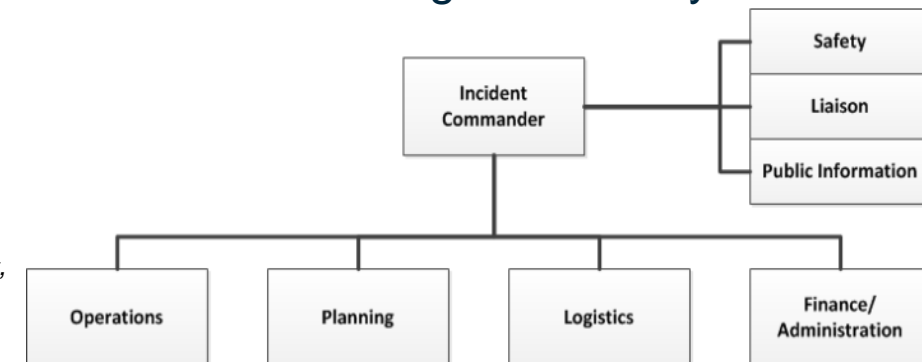 Safety
Incident
Commander
Liaison
Public Information
Operations
Planning
Logistics
Finance/
Administration